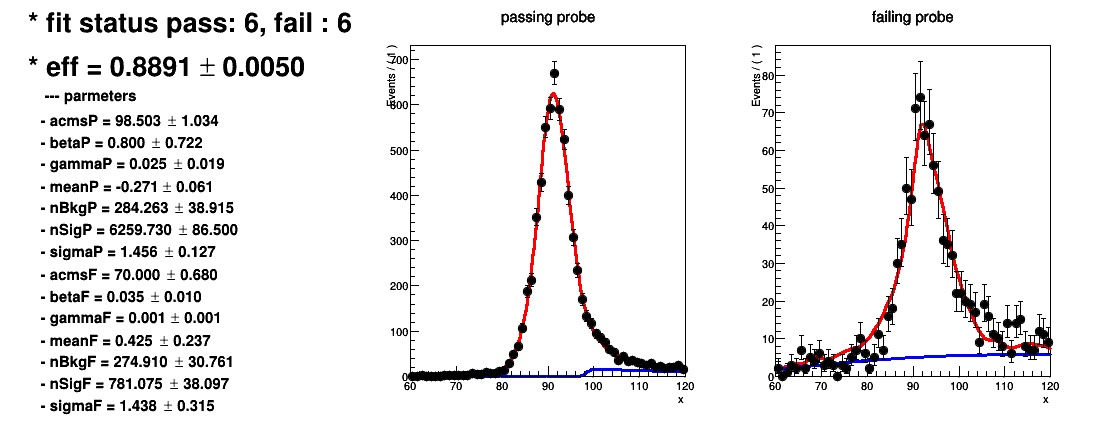 * fit status pass: 6, fail : 6
* eff = 0.8891 ± 0.0050
--- parmeters
- acmsP = 98.503 ± 1.034
- betaP = 0.800 ± 0.722
- gammaP = 0.025 ± 0.019
- meanP = -0.271 ± 0.061
- nBkgP = 284.263 ± 38.915
- nSigP = 6259.730 ± 86.500
- sigmaP = 1.456 ± 0.127
- acmsF = 70.000 ± 0.680
- betaF = 0.035 ± 0.010
- gammaF = 0.001 ± 0.001
- meanF = 0.425 ± 0.237
- nBkgF = 274.910 ± 30.761
- nSigF = 781.075 ± 38.097
- sigmaF = 1.438 ± 0.315
passing probe
Events / ( 1 )
700
600
500
400
300
200
100
0
60 70 80 90 100 110 120
x
failing probe
Events / ( 1 )
80
70
60
50
40
30
20
10
0
60 70 80 90 100 110 120
x